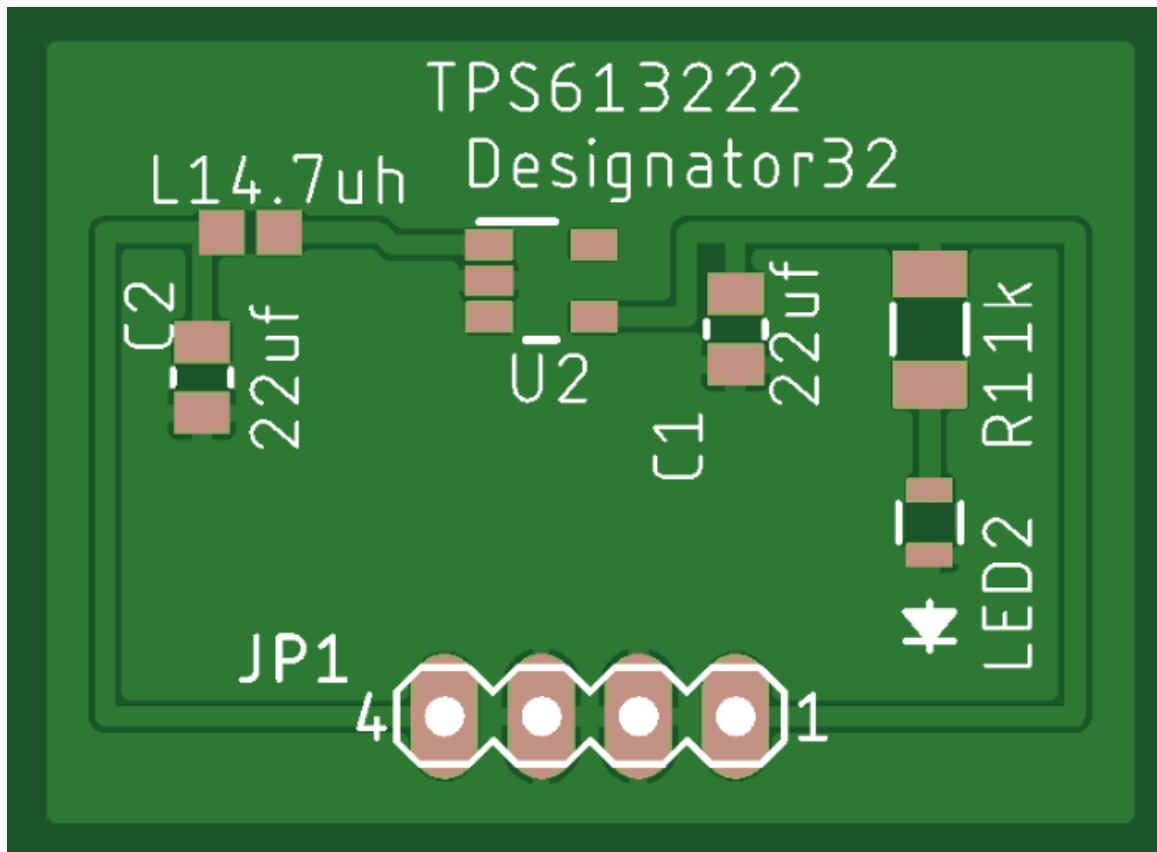 TPS613222
Designator32
L14.7uh
C2
22uf
U2
22uf
C1
R11k
LED2
JP1
4
1